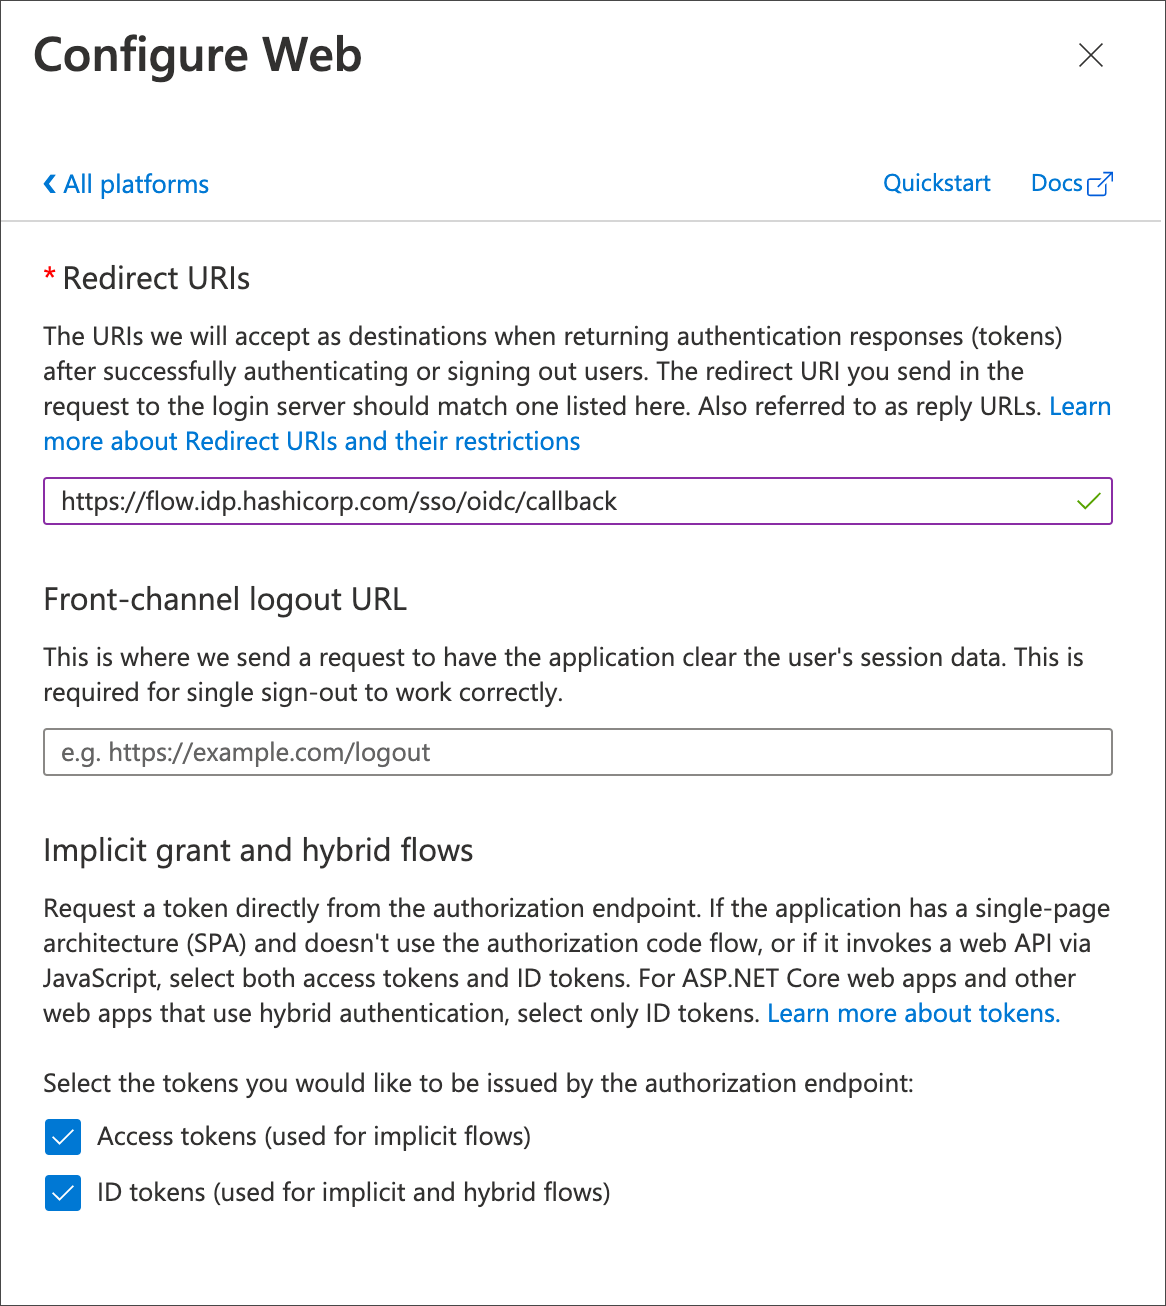 Configure Web
All platforms
Quickstart
Docs
* Redirect URIs
The URIs we will accept as destinations when returning authentication responses (tokens)
after successfully authenticating or signing out users. The redirect URI you send in the
request to the login server should match one listed here. Also referred to as reply URLs. Learn
more about Redirect URIs and their restrictions
https://flow.idp.hashicorp.com/sso/oidc/callback
Front-channel logout URL
This is where we send a request to have the application clear the user's session data. This is
required for single sign-out to work correctly.
e.g. https://example.com/logout
Implicit grant and hybrid flows
Request a token directly from the authorization endpoint. If the application has a single-page
architecture (SPA) and doesn't use the authorization code flow, or if it invokes a web API via
JavaScript, select both access tokens and ID tokens. For ASP.NET Core web apps and other
web apps that use hybrid authentication, select only ID tokens. Learn more about tokens.
Select the tokens you would like to be issued by the authorization endpoint:
Access tokens (used for implicit flows)
ID tokens (used for implicit and hybrid flows)